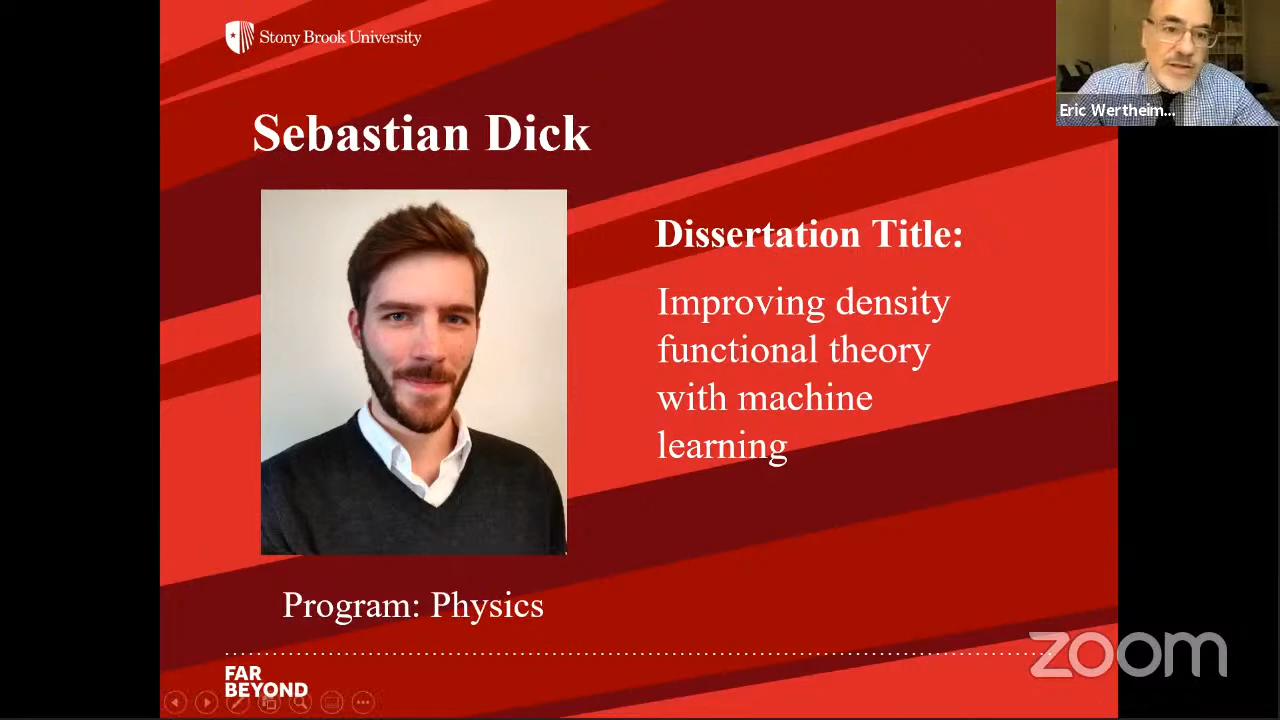 Stony Brook University
Eric Wertheim...
Sebastian Dick
Dissertation Title:
Improving density
functional theory
with machine
learning
Program: Physics
FAR
BEYOND
zoom